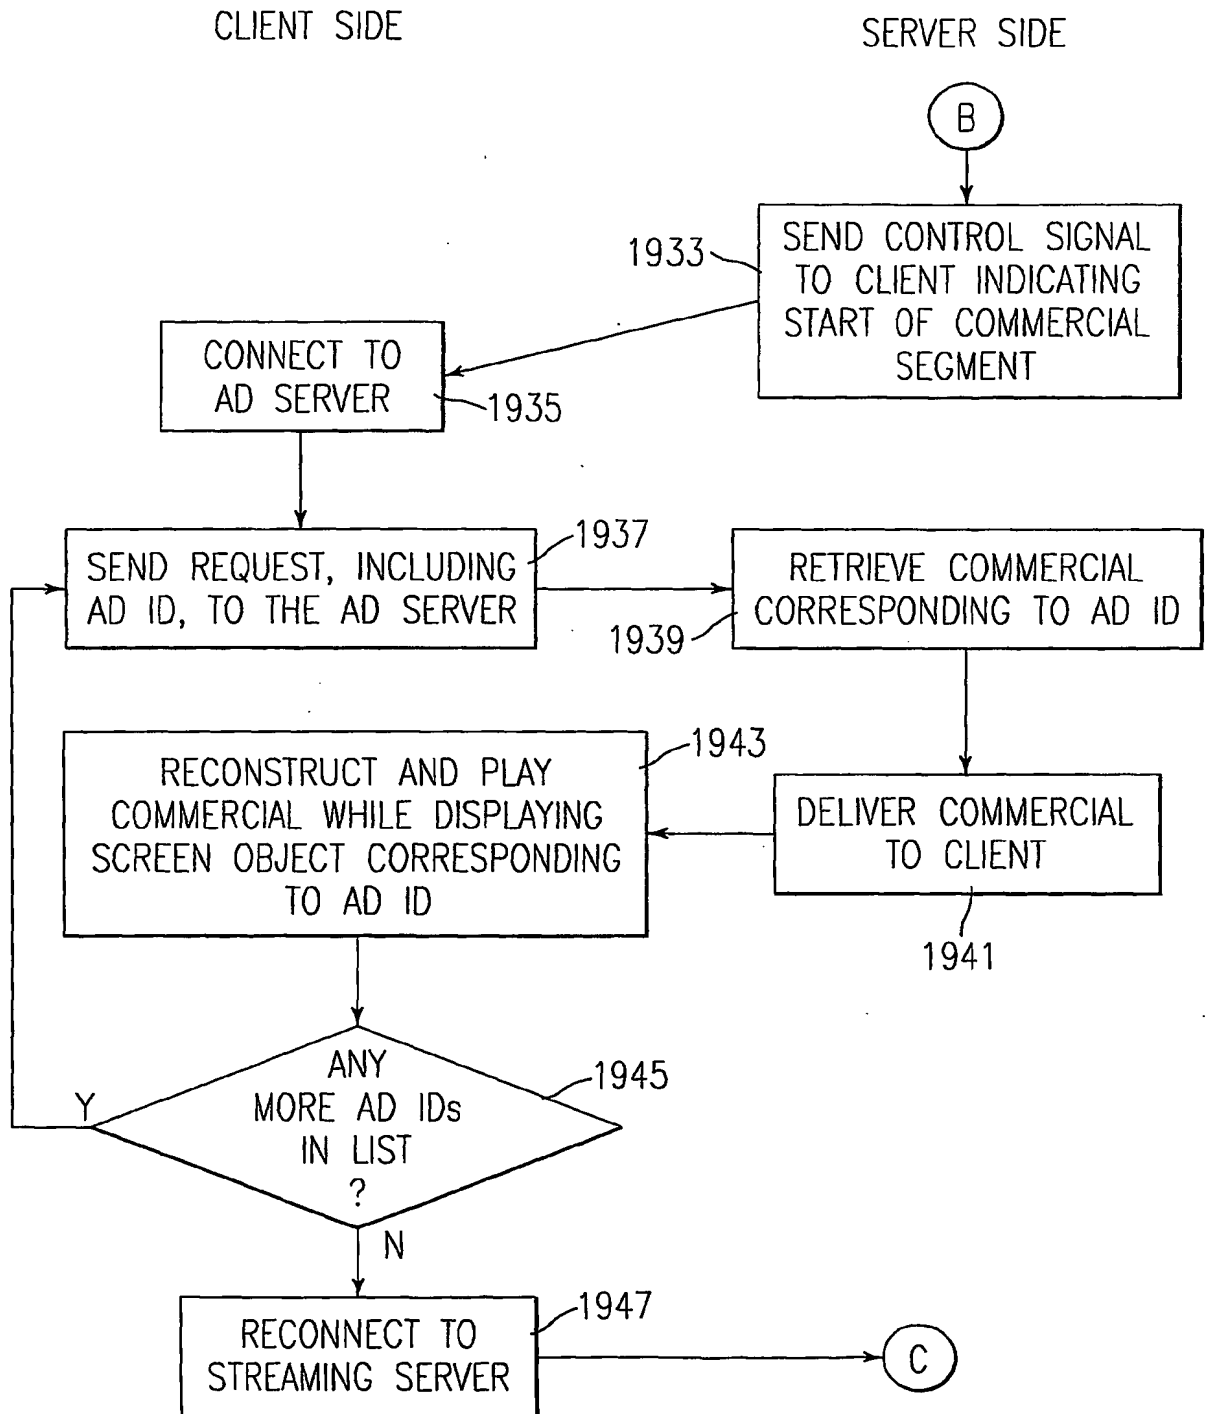 CLIENT SIDE
SERVER SIDE
B
1933
SEND CONTROL SIGNAL
TO CLIENT INDICATING
START OF COMMERCIAL
SEGMENT
CONNECT TO
AD SERVER
1935
SEND REQUEST, INCLUDING
AD ID, TO THE AD SERVER
1937
RETRIEVE COMMERCIAL
CORRESPONDING TO AD ID
1939
RECONSTRUCT AND PLAY
COMMERCIAL WHILE DISPLAYING
SCREEN OBJECT CORRESPONDING
TO AD ID
1943
DELIVER COMMERCIAL
TO CLIENT
1941
ANY
MORE AD IDs
IN LIST
?
1945
Y
N
RECONNECT TO
STREAMING SERVER
1947
C